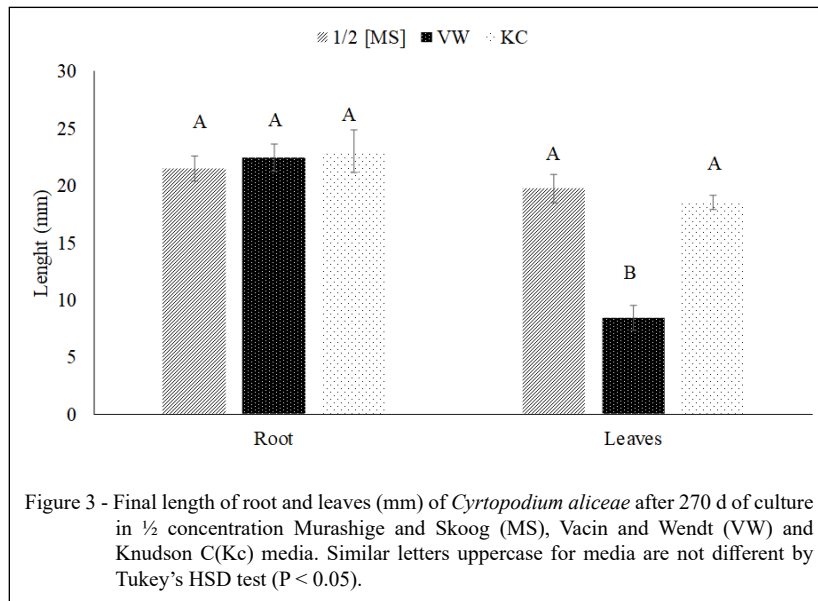 1/2 [MS] VW KC
30
25
20
15
10
5
0
Lenght (mm)
A A A
A B A
Root Leaves
Figure 3 - Final length of root and leaves (mm) of Cyrtopodium aliceae after 270 d of culture
in ½ concentration Murashige and Skoog (MS), Vacin and Wendt (VW) and
Knudson C(Kc) media. Similar letters uppercase for media are not different by
Tukey’s HSD test (P < 0.05).